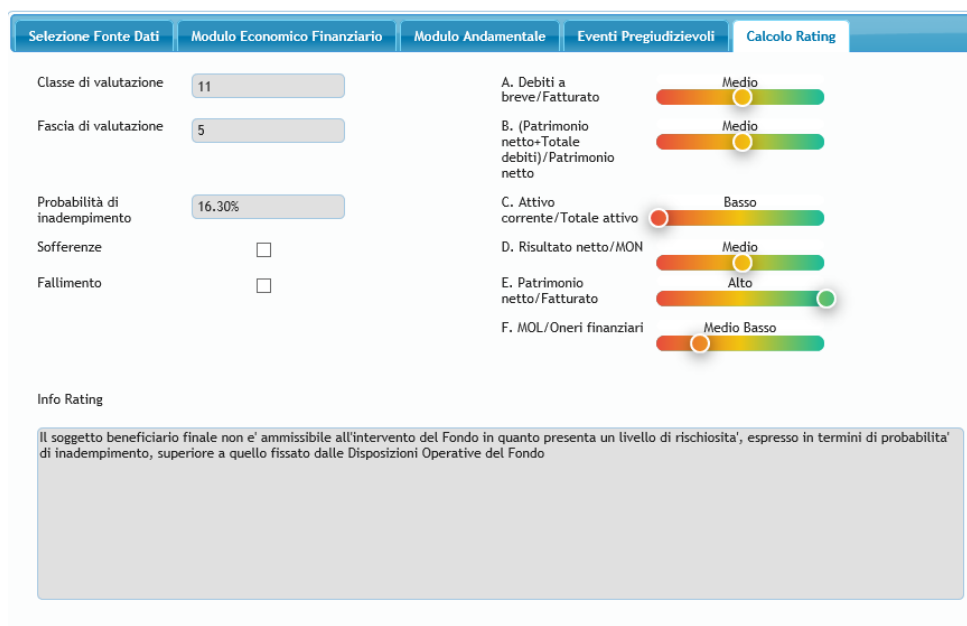 Selezione Fonte Dati
Modulo Economico Finanziario
Modulo Andamentale
Eventi Pregiudizievoli
Calcolo Rating
Classe di valutazione
11
Fascia di valutazione
5
Probabilità di
inadempimento
16.30%
Sofferenze
Fallimento
A. Debiti a
breve/Fatturato
Medio
B. (Patrimonio
netto+Totale
debiti)/Patrimonio
netto
Medio
C. Attivo
corrente/Totale attivo
Basso
D. Risultato netto/MON
Medio
E. Patrimonio
netto/Fatturato
Alto
F. MOL/Oneri finanziari
Medio Basso
Info Rating
Il soggetto beneficiario finale non e' ammissibile all'intervento del Fondo in quanto presenta un livello di rischiosita', espresso in termini di probabilita'
di inadempimento, superiore a quello fissato dalle Disposizioni Operative del Fondo